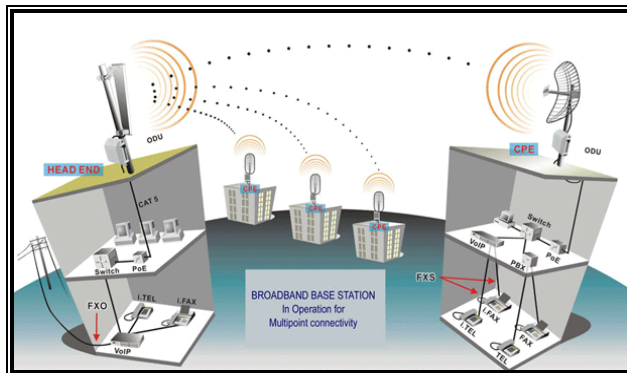 ODU
HEAD END
CAT 5
Switch
PoE
FXO
i.TEL
i.FAX
VoIP
CPE
CPE
CPE
BROADBAND BASE STATION
In Operation for
Multipoint connectivity
CPE
ODU
Switch
VoIP
PoE
PBX
FXS
i.FAX
i.TEL
FAX
TEL